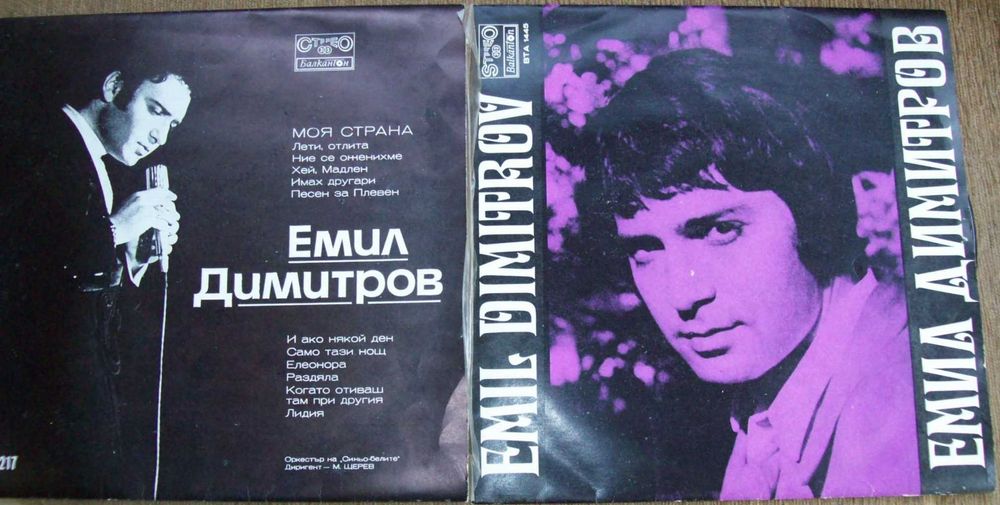 СТЕРЕО
Балкантон
МОЯ СТРАНА
Лети, отлита
Ние се оженихме
Хей, Мадлен
Имах другари
Песен за Плевен
Емил
Димитров
И ако някой ден
Само тази нощ
Елеонора
Раздяла
Когато отиваш
там при другия
Лидия
Оркестър на „Синьо-белите"
Диригент – М. ЩЕРЕВ
217
STEREO
Balkanton
BTA 1445
EMIL DIMITROV
ЕМИЛ ДИМИТРОВ